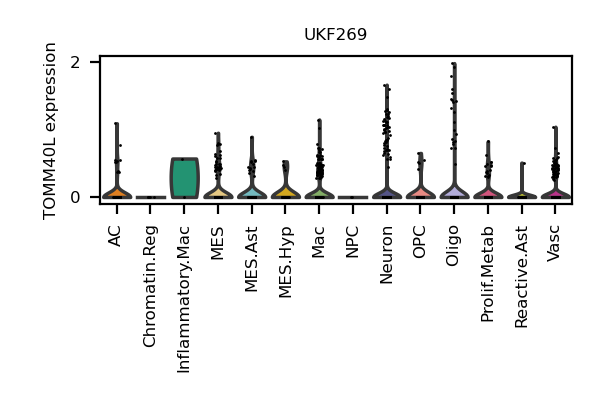 UKF269
TOMM40L expression
2
0
AC
Chromatin.Reg
Inflammatory.Mac
MES
MES.Ast
MES.Hyp
Mac
NPC
Neuron
OPC
Oligo
Prolif.Metab
Reactive.Ast
Vasc